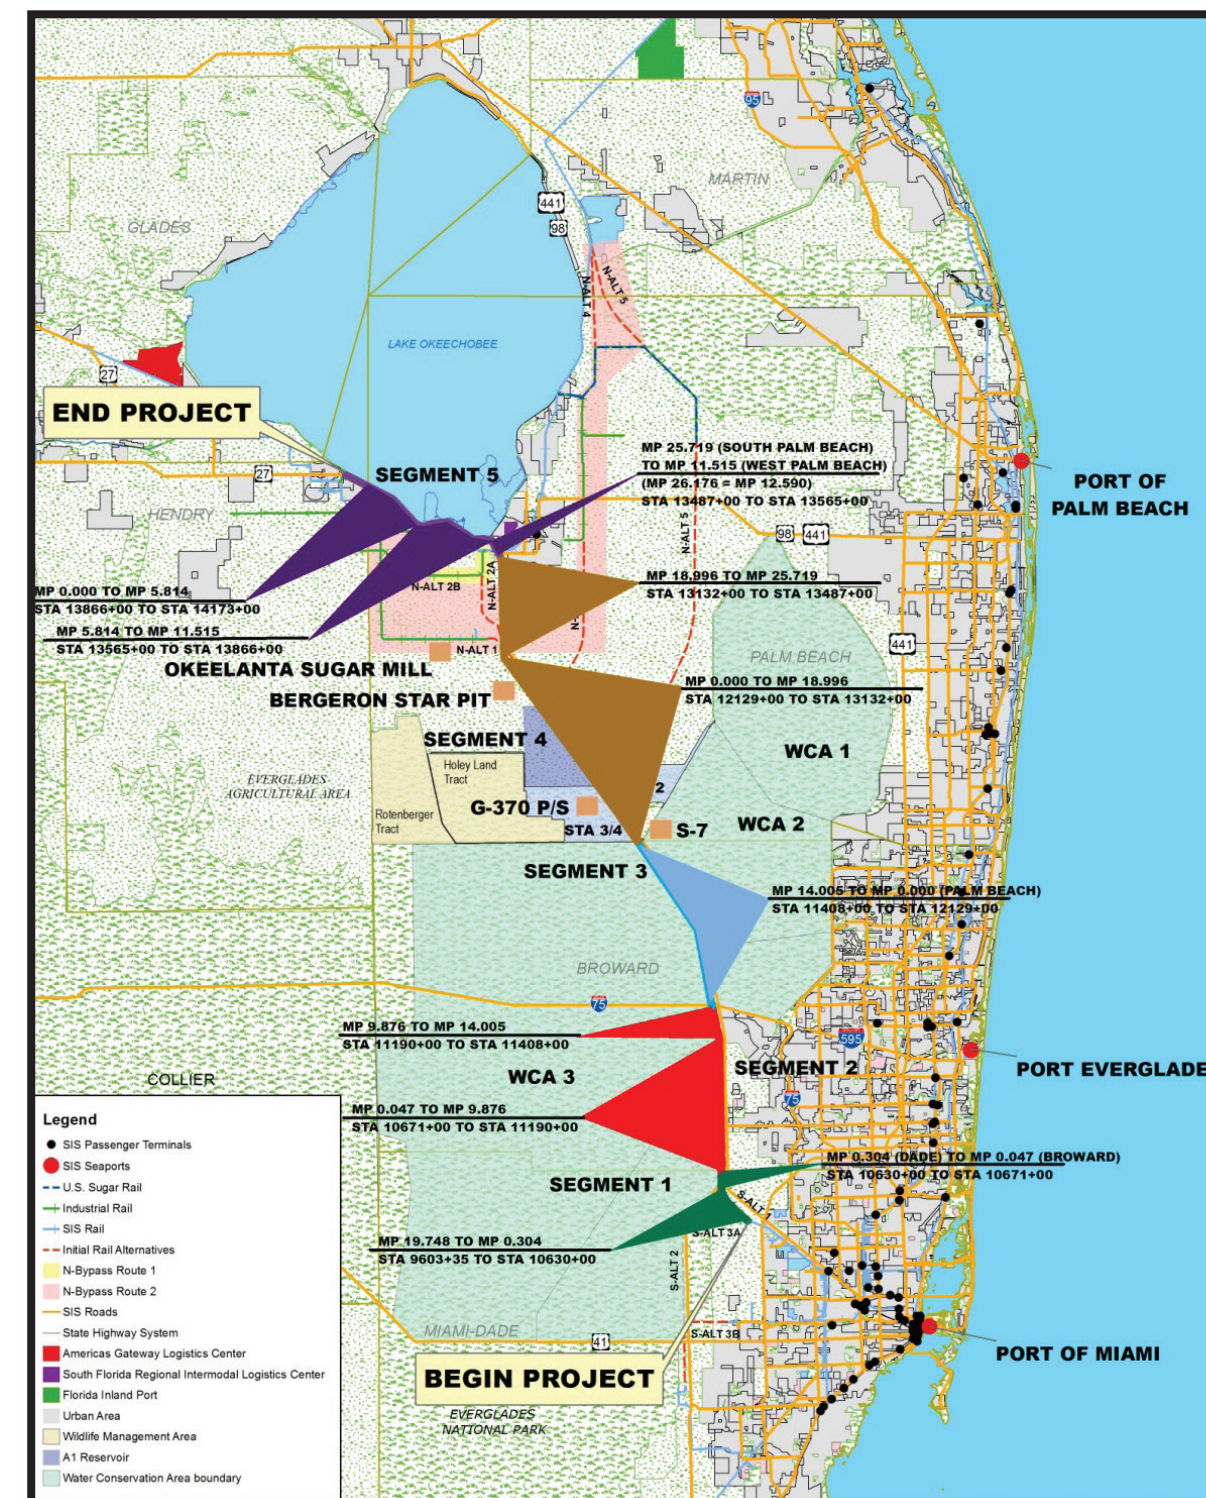 95
MARTIN
441
98
GLADES
N-ALT 4
N-ALT 5
LAKE OKEECHOBEE
27
END PROJECT
MP 25.719 (SOUTH PALM BEACH)
TO MP 11.515 (WEST PALM BEACH)
(MP 26.176 = MP 12.590)
STA 13487+00 TO STA 13565+00
27
SEGMENT 5
PORT OF
PALM BEACH
HENDRY
N-ALT 5
98 441
MP 0.000 TO MP 5.814
STA 13866+00 TO STA 14173+00
N-ALT 2B
N-ALT 2A
MP 18.996 TO MP 25.719
STA 13132+00 TO STA 13487+00
MP 5.814 TO MP 11.515
STA 13565+00 TO STA 13866+00
N-ALT 1
441
PALM BEACH
OKEELANTA SUGAR MILL
MP 0.000 TO MP 18.996
STA 12129+00 TO STA 13132+00
BERGERON STAR PIT
SEGMENT 4
WCA 1
Holey Land
Tract
EVERGLADES
AGRICULTURAL AREA
2
Rotenberger
Tract
G-370 P/S
STA 3/4
S-7
WCA 2
SEGMENT 3
MP 14.005 TO MP 0.000 (PALM BEACH)
STA 11408+00 TO STA 12129+00
BROWARD
75
MP 9.876 TO MP 14.005
STA 11190+00 TO STA 11408+00
595
WCA 3
SEGMENT 2
PORT EVERGLADE
COLLIER
75
MP 0.047 TO MP 9.876
STA 10671+00 TO STA 11190+00
MP 0.304 (DADE) TO MP 0.047 (BROWARD)
STA 10630+00 TO STA 10671+00
SEGMENT 1
S-ALT 3A
MP 19.748 TO MP 0.304
STA 9603+35 TO STA 10630+00
S-ALT 2
MIAMI-DADE
41
S-ALT 3B
PORT OF MIAMI
BEGIN PROJECT
EVERGLADES
NATIONAL PARK
Legend
SIS Passenger Terminals
SIS Seaports
U.S. Sugar Rail
Industrial Rail
SIS Rail
Initial Rail Alternatives
N-Bypass Route 1
N-Bypass Route 2
SIS Roads
State Highway System
Americas Gateway Logistics Center
South Florida Regional Intermodal Logistics Center
Florida Inland Port
Urban Area
Wildlife Management Area
A1 Reservoir
Water Conservation Area boundary